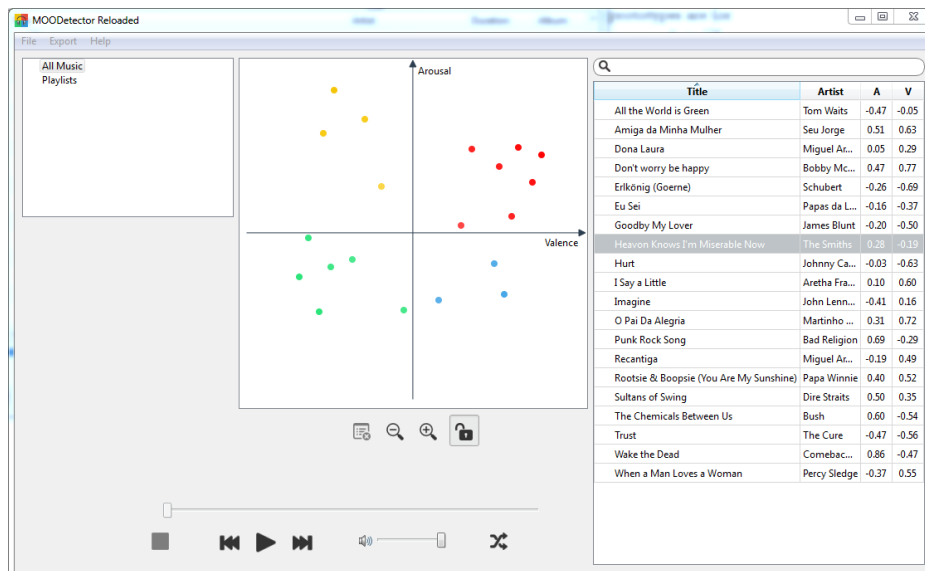 MOODetector Reloaded
File Export Help
All Music
Playlists
Arousal
Valence
Title Artist A V
All the World is Green Tom Waits -0.47 -0.05
Amiga da Minha Mulher Seu Jorge 0.51 0.63
Dona Laura Miguel Ar... 0.05 0.29
Don't worry be happy Bobby Mc... 0.47 0.77
Erlkönig (Goerne) Schubert -0.26 -0.69
Eu Sei Papas da L... -0.16 -0.37
Goodby My Lover James Blunt -0.20 -0.50
Heavon Knows I'm Miserable Now The Smiths 0.28 -0.19
Hurt Johnny Ca... -0.03 -0.63
I Say a Little Aretha Fra... 0.10 0.60
Imagine John Lenn... -0.41 0.16
O Pai Da Alegria Martinho ... 0.31 0.72
Punk Rock Song Bad Religion 0.69 -0.29
Recantiga Miguel Ar... -0.19 0.49
Rootsie & Boopsie (You Are My Sunshine) Papa Winnie 0.40 0.52
Sultans of Swing Dire Straits 0.50 0.35
The Chemicals Between Us Bush 0.60 -0.54
Trust The Cure -0.47 -0.56
Wake the Dead Comebac... 0.86 -0.47
When a Man Loves a Woman Percy Sledge -0.37 0.55